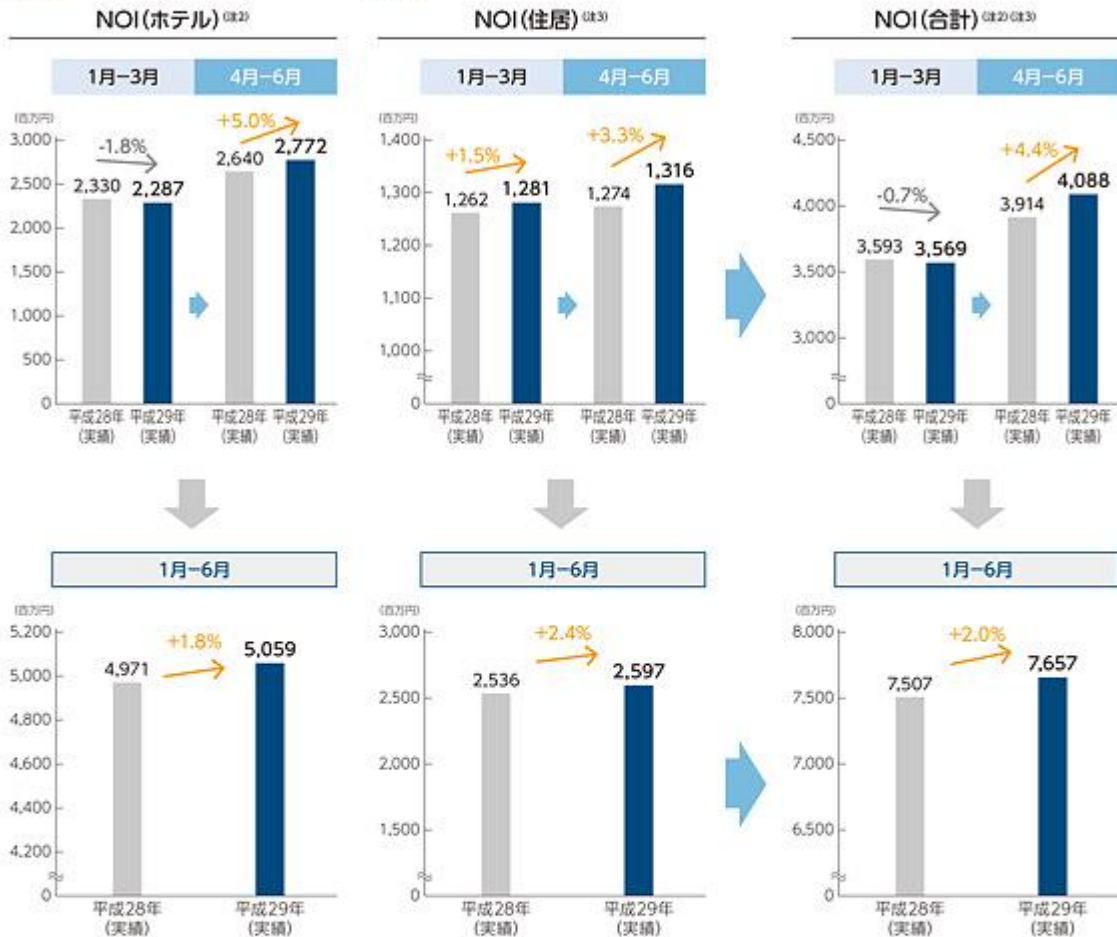 NOI(ホテル)(注2)
1月ー3月 4月ー6月
(百万円)
3,000
2,500
2,000
1,500
1,000
500
0
-1.8%
+5.0%
2,330
2,287
2,640
2,772
平成28年 平成29年 平成28年 平成29年
(実績) (実績) (実績) (実績)
NOI(住居)(注3)
1月ー3月 4月ー6月
(百万円)
1,400
1,300
1,200
1,100
1,000
0
+1.5%
+3.3%
1,262
1,281
1,274
1,316
平成28年 平成29年 平成28年 平成29年
(実績) (実績) (実績) (実績)
NOI(合計)(注2)(注3)
1月ー3月 4月ー6月
(百万円)
4,500
4,000
3,500
3,000
0
-0.7%
+4.4%
3,593
3,569
3,914
4,088
平成28年 平成29年 平成28年 平成29年
(実績) (実績) (実績) (実績)
1月ー6月
(百万円)
5,200
5,000
4,800
4,600
4,400
4,200
0
+1.8%
4,971
5,059
平成28年 平成29年
(実績) (実績)
1月ー6月
(百万円)
3,000
2,500
2,000
1,500
0
+2.4%
2,536
2,597
平成28年 平成29年
(実績) (実績)
1月ー6月
(百万円)
8,000
7,500
7,000
6,500
0
+2.0%
7,507
7,657
平成28年 平成29年
(実績) (実績)